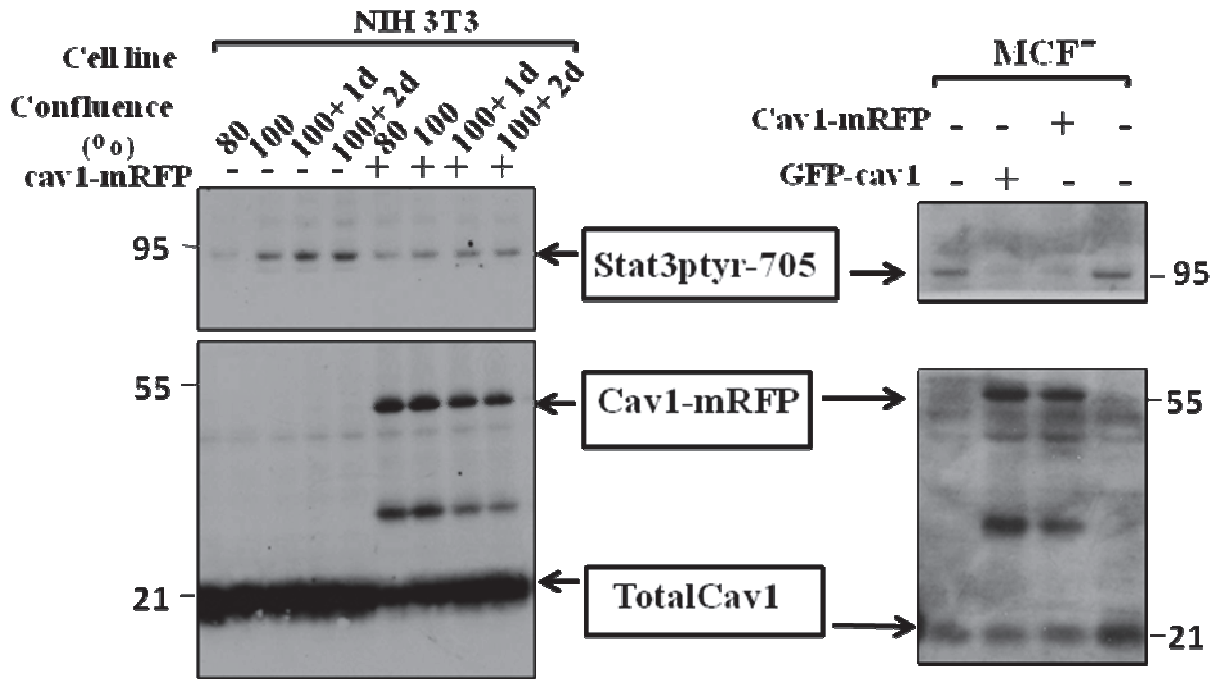 NIH 3T3
Cell line
Confluence
(%)
80 100 100+1d 100+2d 80 100 100+1d 100+2d
cav1-mRFP - - - - + + + +
95
Stat3ptyr-705
55
Cav1-mRFP
21
TotalCav1
MCF7
Cav1-mRFP - - + -
GFP-cav1 - + - -
95
55
21